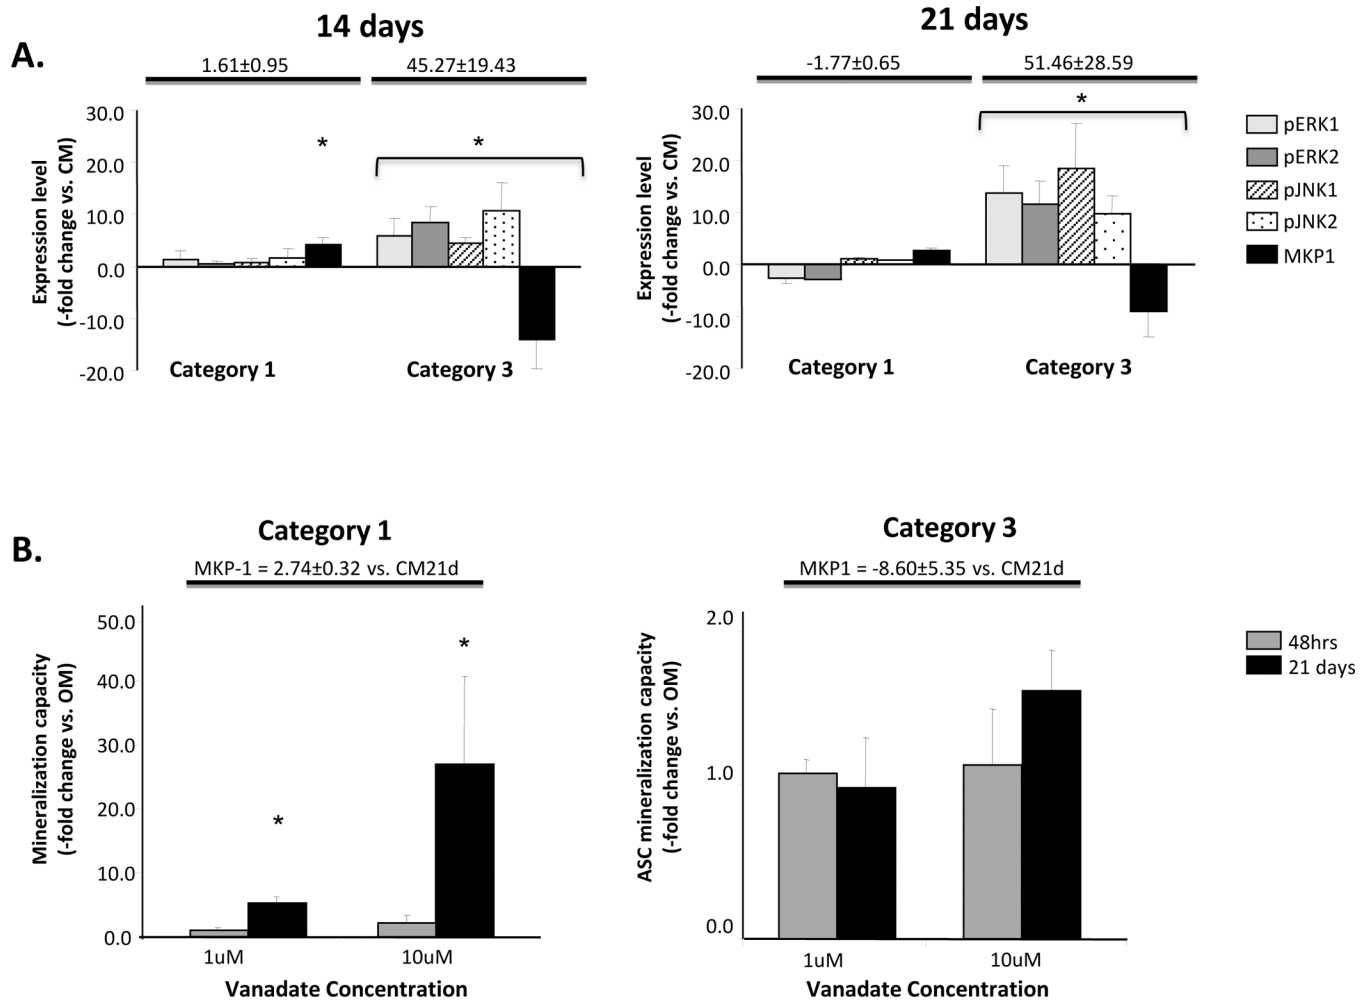 A.
14 days
21 days
1.61±0.95
45.27±19.43
-1.77±0.65
51.46±28.59
Expression level
(-fold change vs. CM)
30.0
20.0
10.0
0.0
-10.0
-20.0
*
*
Category 1
Category 3
Expression level
(-fold change vs. CM)
30.0
20.0
10.0
0.0
-10.0
-20.0
*
Category 1
Category 3
pERK1
pERK2
pJNK1
pJNK2
MKP1
B.
Category 1
MKP-1 = 2.74±0.32 vs. CM21d
Mineralization capacity
(-fold change vs. OM)
50.0
40.0
30.0
20.0
10.0
0.0
*
*
1uM
10uM
Vanadate Concentration
Category 3
MKP1 = -8.60±5.35 vs. CM21d
ASC mineralization capacity
(-fold change vs. OM)
2.0
1.0
0.0
1uM
10uM
Vanadate Concentration
48hrs
21 days